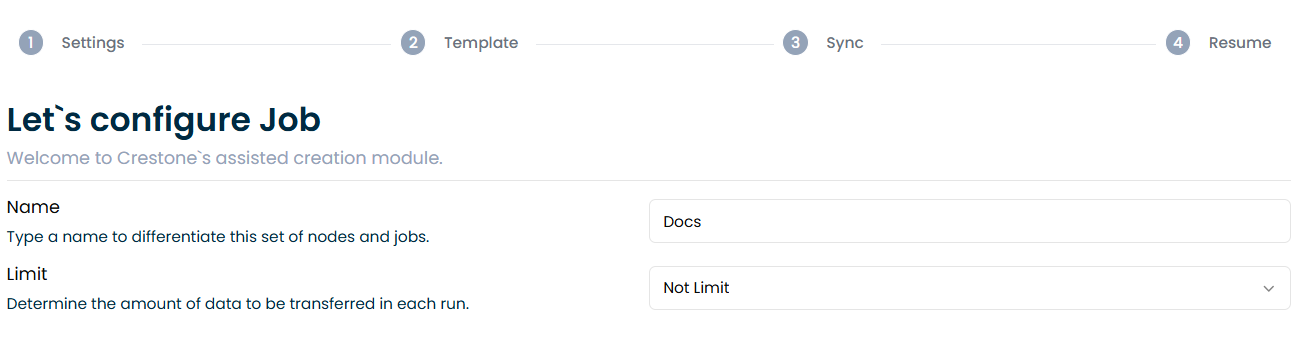 1 Settings 2 Template 3 Sync 4 Resume
Let`s configure Job
Welcome to Crestone`s assisted creation module.
Name
Type a name to differentiate this set of nodes and jobs.
Docs
Limit
Determine the amount of data to be transferred in each run.
Not Limit